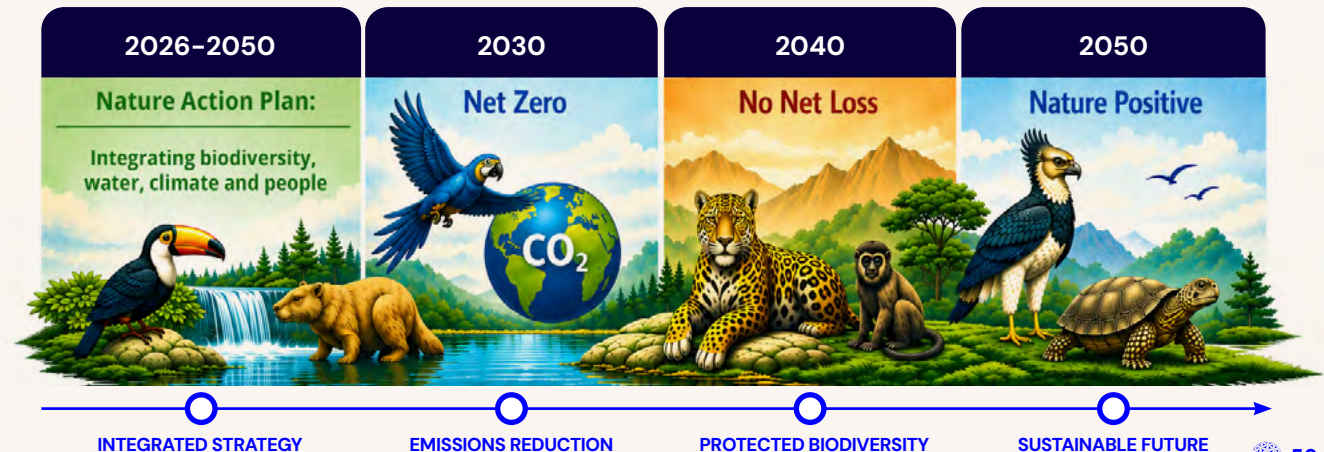 2026-2050
Nature Action Plan:
Integrating biodiversity,
water, climate and people
INTEGRATED STRATEGY
2030
Net Zero
CO₂
EMISSIONS REDUCTION
2040
No Net Loss
PROTECTED BIODIVERSITY
2050
Nature Positive
SUSTAINABLE FUTURE